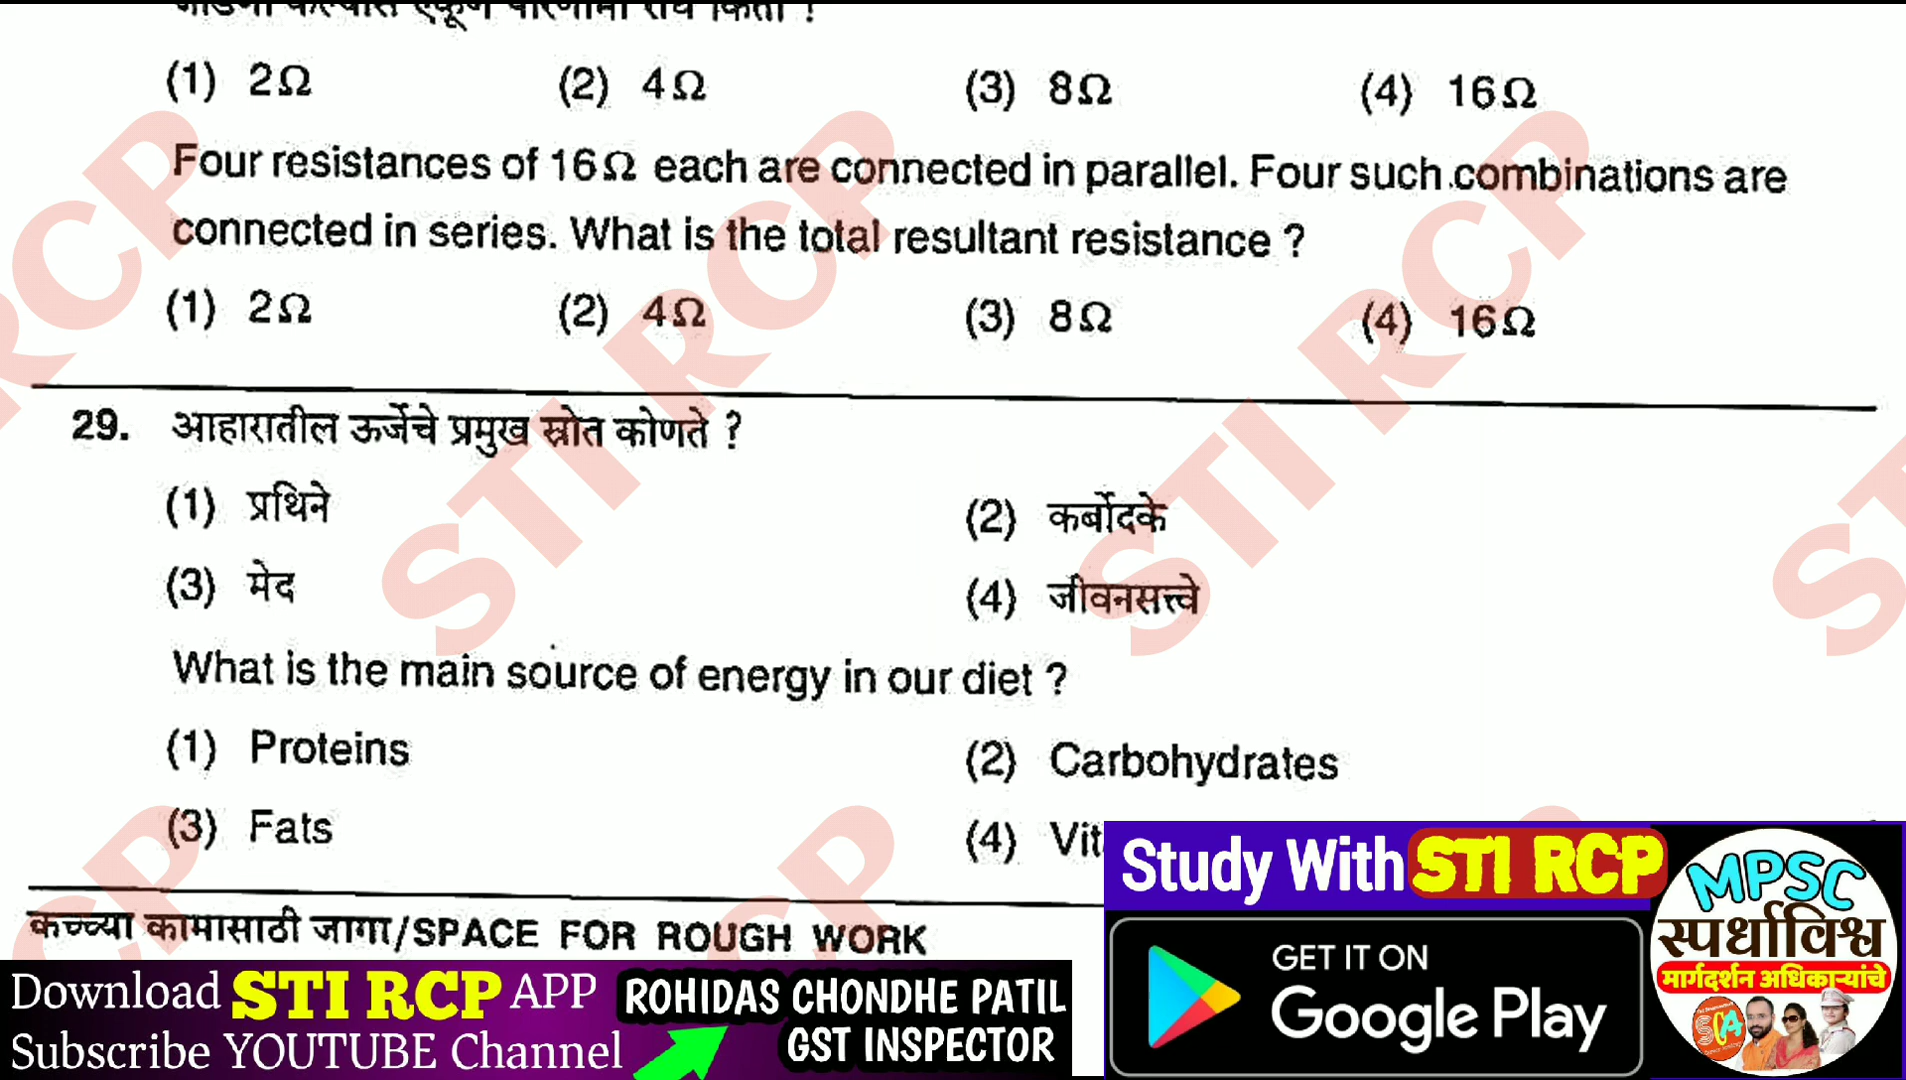 (1) 2Ω (2) 4Ω (3) 8Ω (4) 16Ω
Four resistances of 16Ω each are connected in parallel. Four such combinations are
connected in series. What is the total resultant resistance ?
(1) 2Ω (2) 4Ω (3) 8Ω (4) 16Ω
29. आहारातील ऊर्जेचे प्रमुख स्रोत कोणते ?
(1) प्रथिने (2) कर्बोदके
(3) मेद (4) जीवनसत्त्वे
What is the main source of energy in our diet ?
(1) Proteins (2) Carbohydrates
(3) Fats (4) Vit
कच्च्या कामासाठी जागा/SPACE FOR ROUGH WORK
STI RCP
STI RCP
Study With STI RCP
GET IT ON
Google Play
MPSC
स्पर्धाविश्व
मार्गदर्शन अधिकाऱ्यांचे
SCA
Download STI RCP APP
Subscribe YOUTUBE Channel
ROHIDAS CHONDHE PATIL
GST INSPECTOR